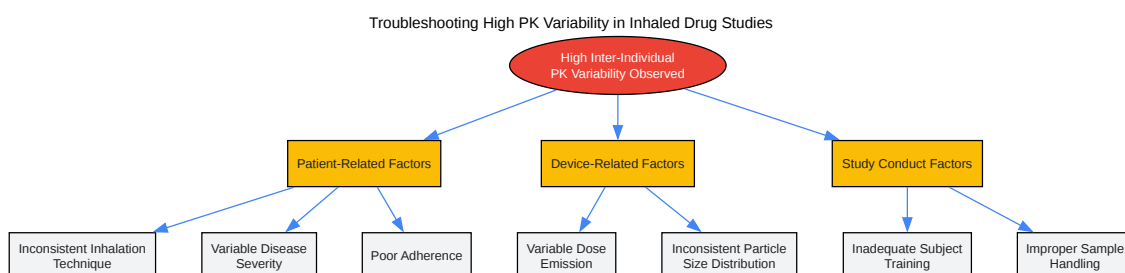 Troubleshooting High PK Variability in Inhaled Drug Studies
High Inter-Individual
PK Variability Observed
Patient-Related Factors
Device-Related Factors
Study Conduct Factors
Inconsistent Inhalation
Technique
Variable Disease
Severity
Poor Adherence
Variable Dose
Emission
Inconsistent Particle
Size Distribution
Inadequate Subject
Training
Improper Sample
Handling